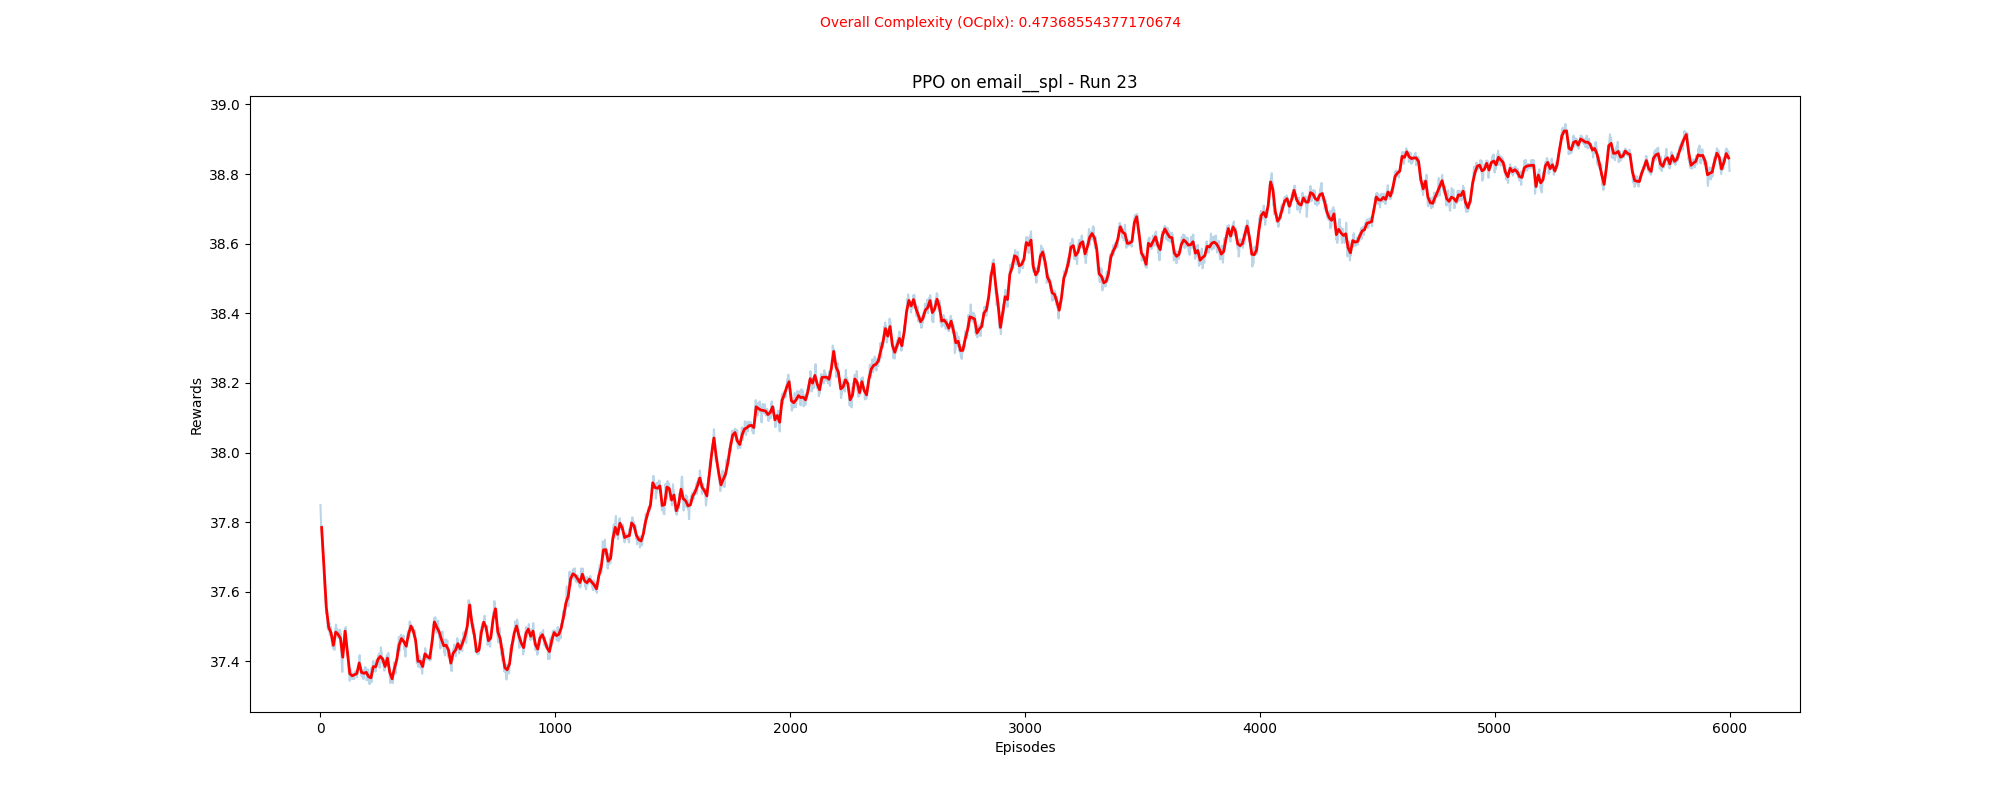 Overall Complexity (OCplx): 0.47368554377170674
PPO on email__spl - Run 23
39.0
38.8
38.6
38.4
38.2
38.0
37.8
37.6
37.4
Rewards
0 1000 2000 3000 4000 5000 6000
Episodes